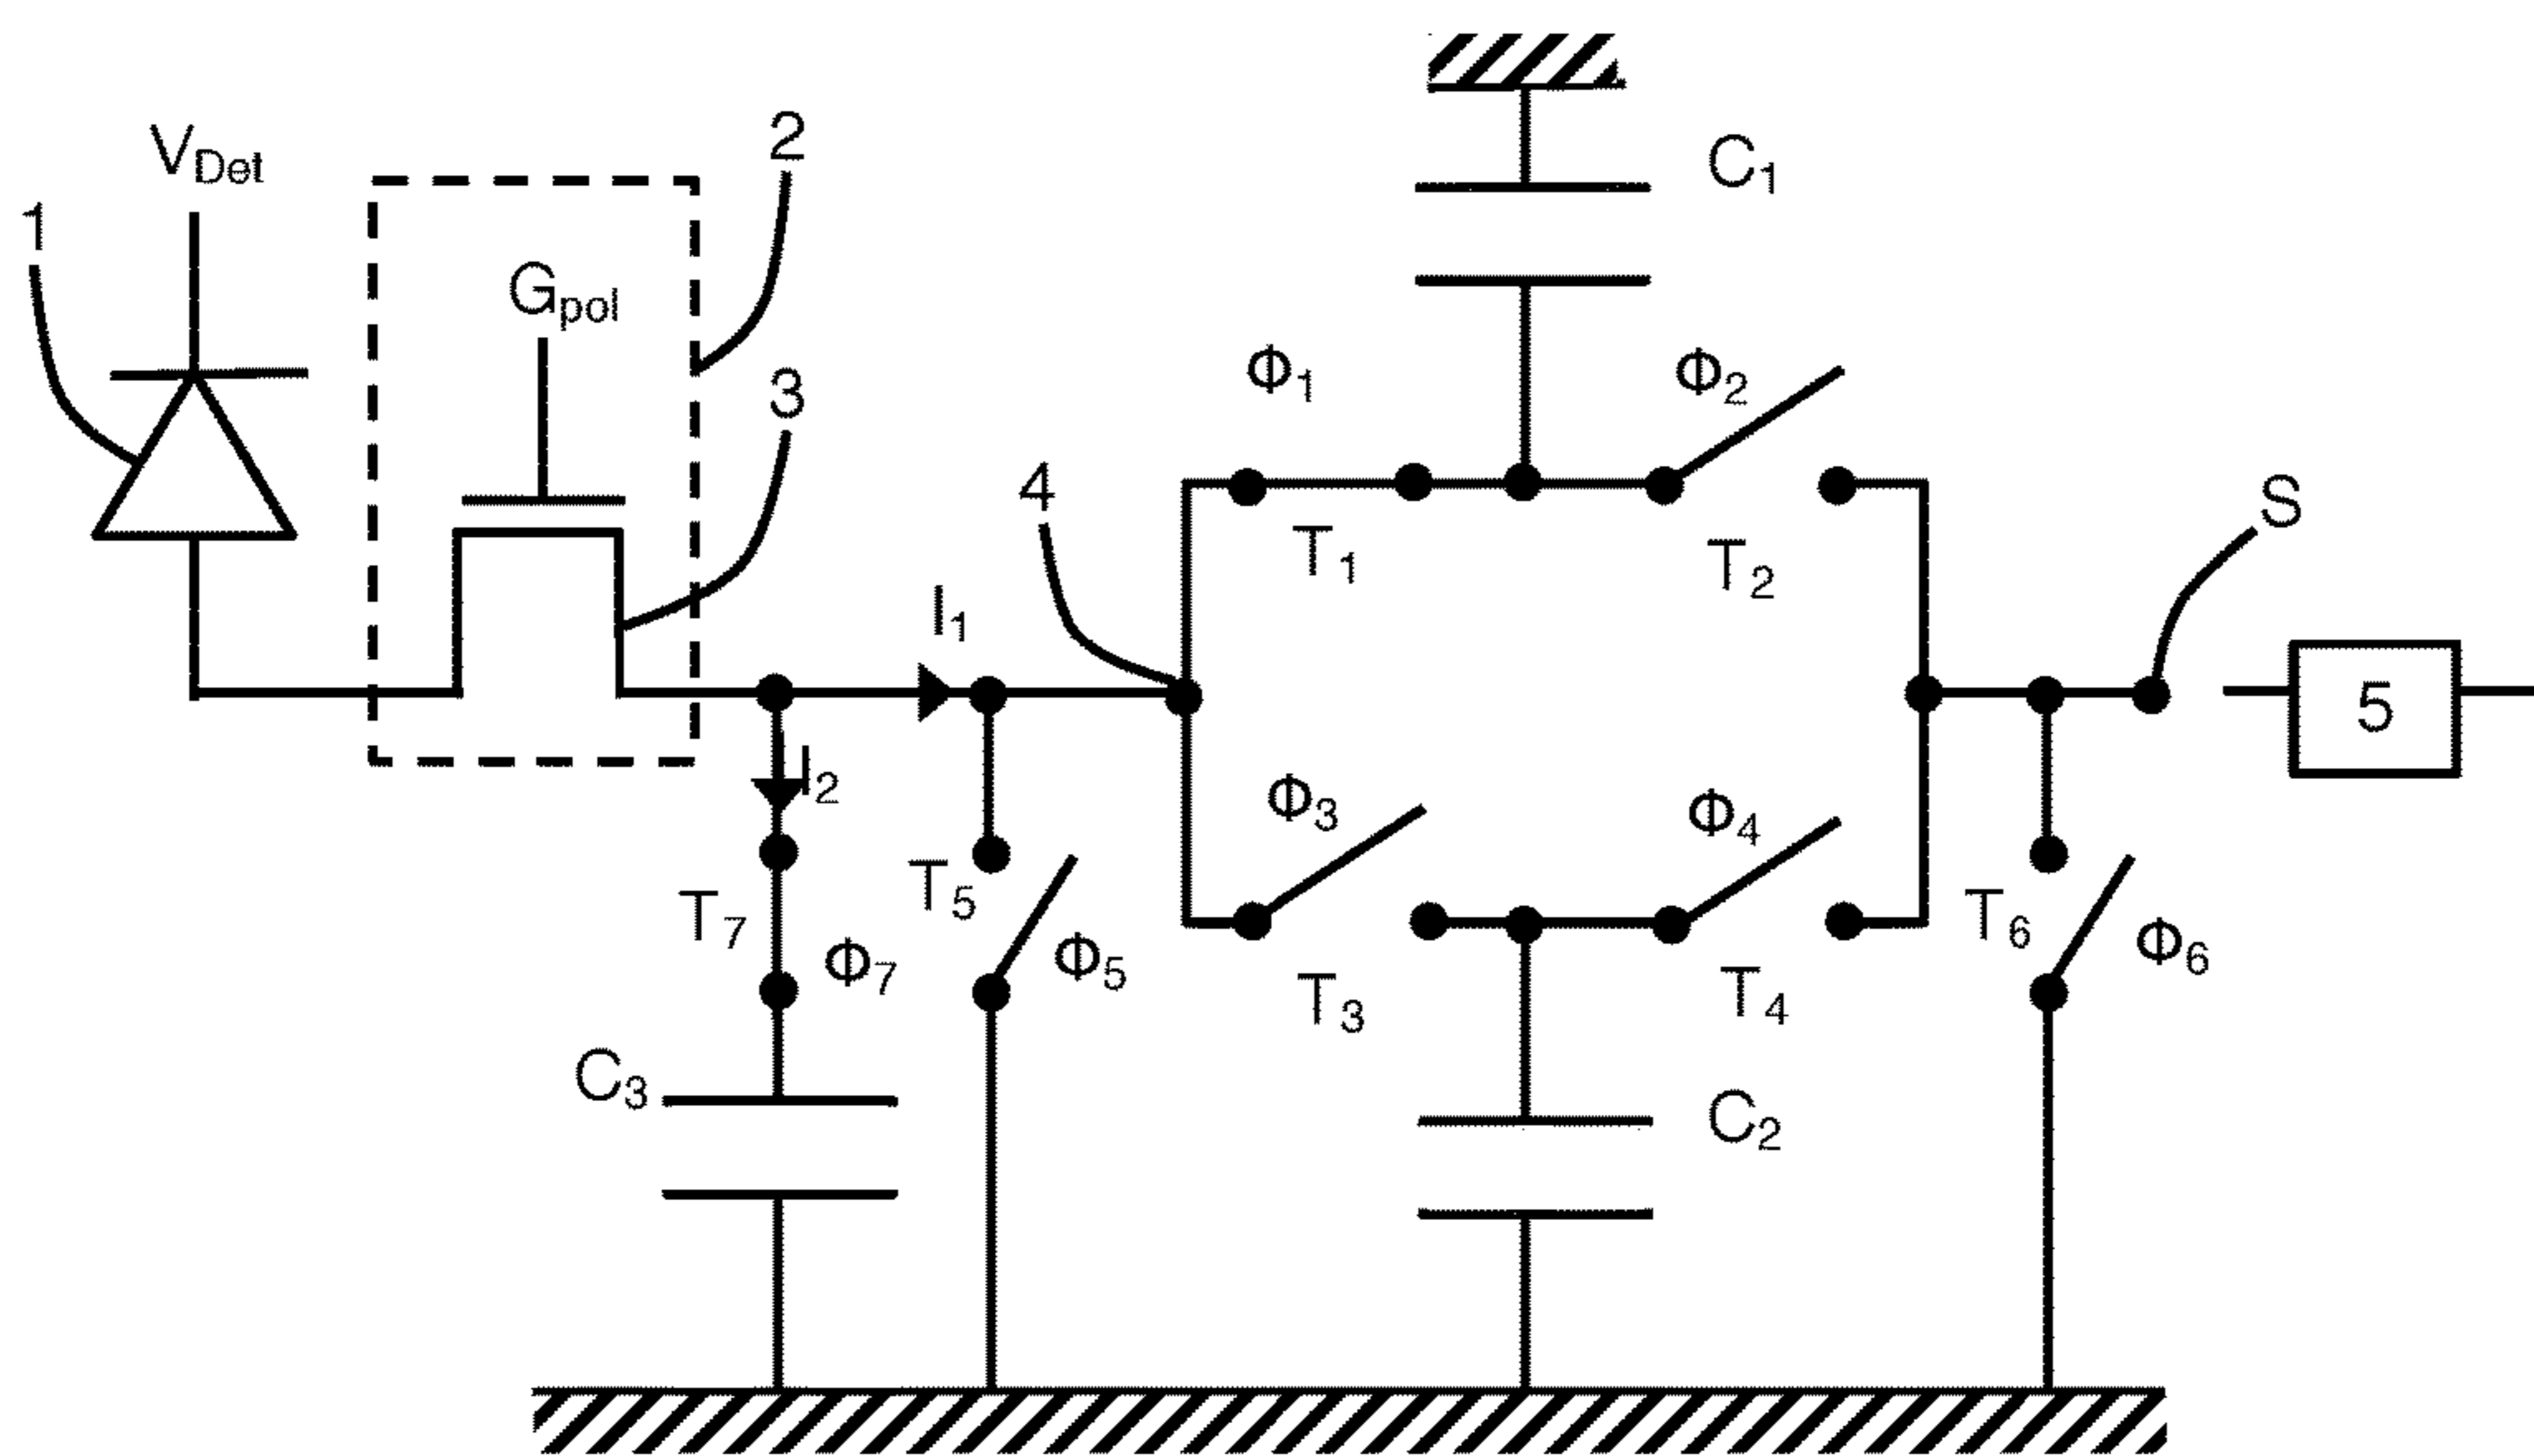 V_Det
1
2
G_pol
3
C₁
Φ₁
Φ₂
4
T₁
T₂
S
I₁
5
I₂
Φ₃
Φ₄
T₇
T₅
Φ₇
Φ₅
T₃
T₄
T₆
Φ₆
C₃
C₂